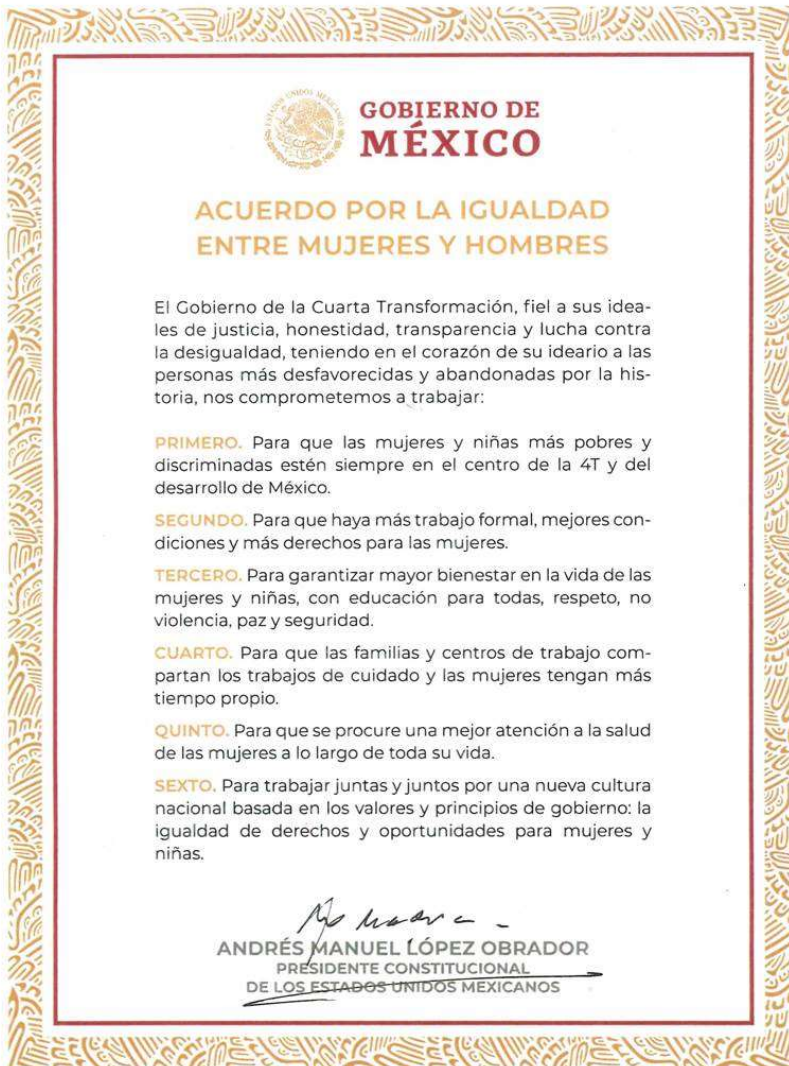 ESTADOS UNIDOS MEXICANOS
GOBIERNO DE
MÉXICO
ACUERDO POR LA IGUALDAD
ENTRE MUJERES Y HOMBRES
El Gobierno de la Cuarta Transformación, fiel a sus idea-
les de justicia, honestidad, transparencia y lucha contra
la desigualdad, teniendo en el corazón de su ideario a las
personas más desfavorecidas y abandonadas por la his-
toria, nos comprometemos a trabajar:
PRIMERO. Para que las mujeres y niñas más pobres y
discriminadas estén siempre en el centro de la 4T y del
desarrollo de México.
SEGUNDO. Para que haya más trabajo formal, mejores con-
diciones y más derechos para las mujeres.
TERCERO. Para garantizar mayor bienestar en la vida de las
mujeres y niñas, con educación para todas, respeto, no
violencia, paz y seguridad.
CUARTO. Para que las familias y centros de trabajo com-
partan los trabajos de cuidado y las mujeres tengan más
tiempo propio.
QUINTO. Para que se procure una mejor atención a la salud
de las mujeres a lo largo de toda su vida.
SEXTO. Para trabajar juntas y juntos por una nueva cultura
nacional basada en los valores y principios de gobierno: la
igualdad de derechos y oportunidades para mujeres y
niñas.
ANDRÉS MANUEL LÓPEZ OBRADOR
PRESIDENTE CONSTITUCIONAL
DE LOS ESTADOS UNIDOS MEXICANOS